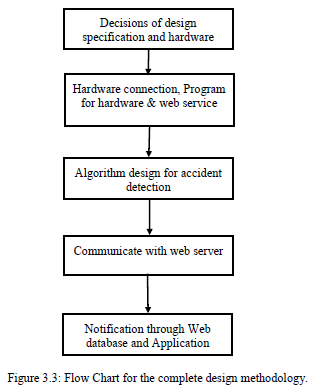 Decisions of design
specification and hardware
Hardware connection, Program
for hardware & web service
Algorithm design for accident
detection
Communicate with web server
Notification through Web
database and Application
Figure 3.3: Flow Chart for the complete design methodology.